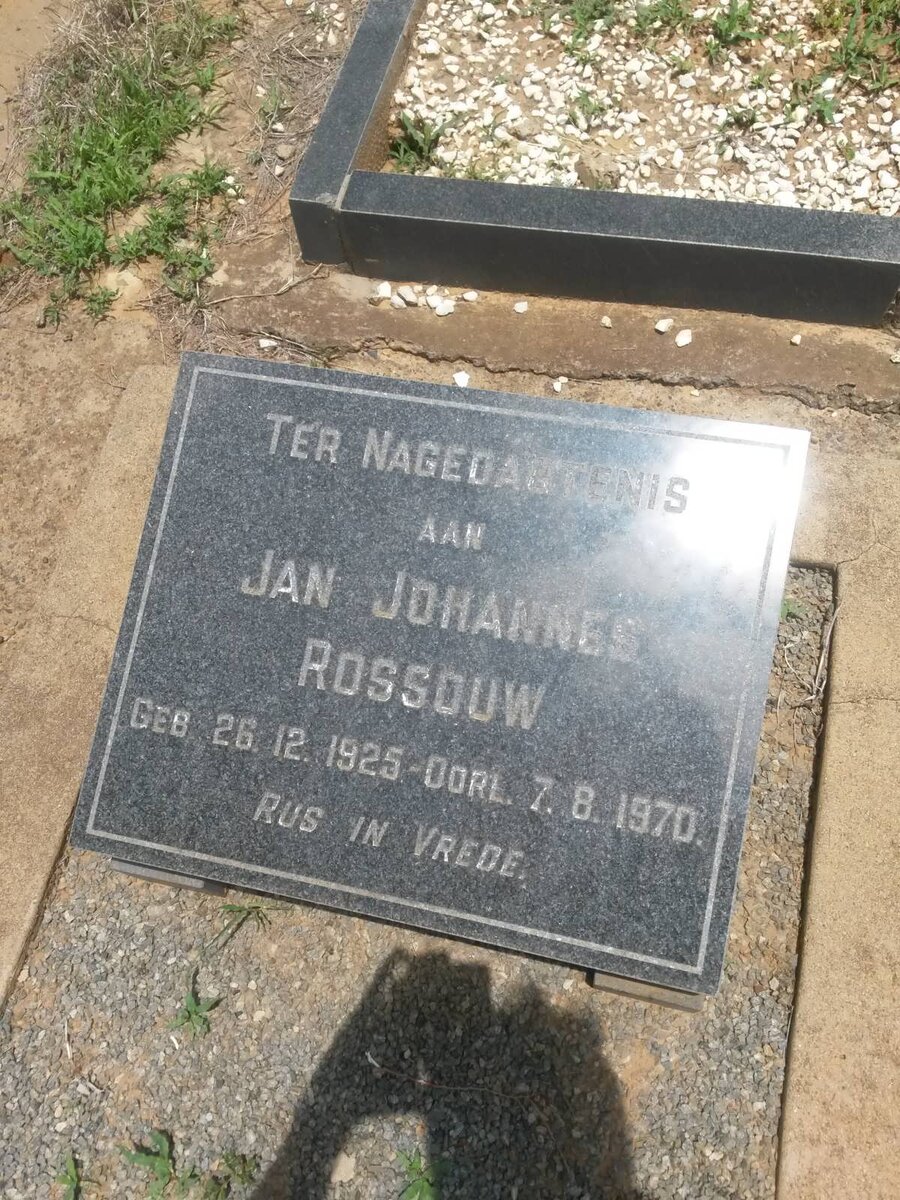 TER NAGEDAGTENIS
AAN
JAN JOHANNES
ROSSOUW
GEB. 26. 12. 1925 - OORL. 7. 8. 1970.
RUS IN VREDE.